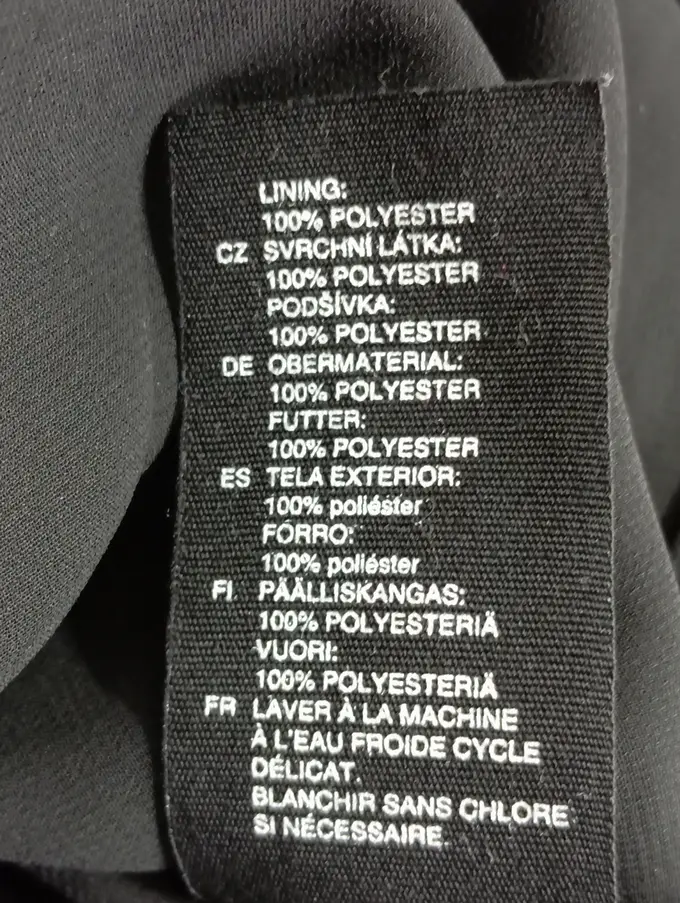 LINING:
100% POLYESTER
CZ SVRCHNÍ LÁTKA:
100% POLYESTER
PODŠÍVKA:
100% POLYESTER
DE OBERMATERIAL:
100% POLYESTER
FUTTER:
100% POLYESTER
ES TELA EXTERIOR:
100% poliéster
FORRO:
100% poliéster
FI PÄÄLLISKANGAS:
100% POLYESTERIÄ
VUORI:
100% POLYESTERIÄ
FR LAVER À LA MACHINE
À L'EAU FROIDE CYCLE
DÉLICAT.
BLANCHIR SANS CHLORE
SI NÉCESSAIRE.